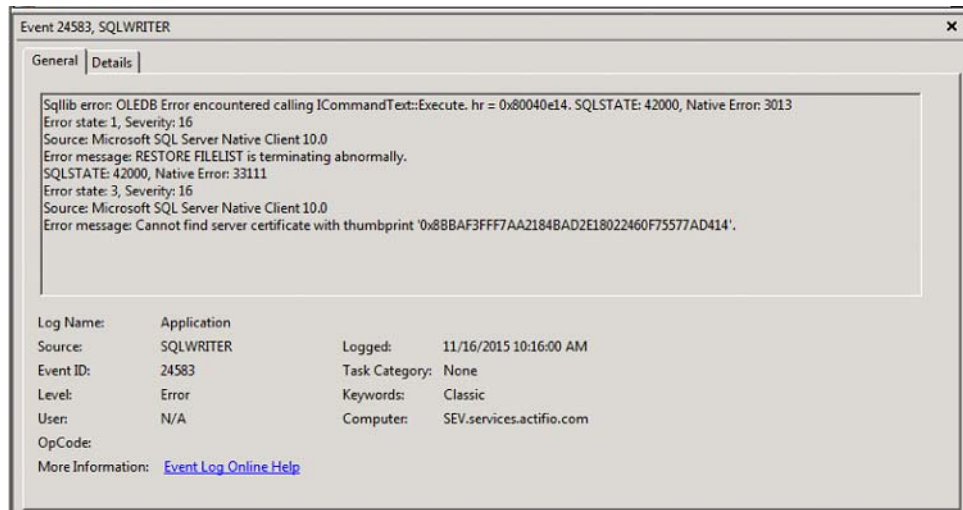 Event 24583, SQLWRITER
General Details
Sqllib error: OLEDB Error encountered calling ICommandText::Execute. hr = 0x80040e14. SQLSTATE: 42000, Native Error: 3013
Error state: 1, Severity: 16
Source: Microsoft SQL Server Native Client 10.0
Error message: RESTORE FILELIST is terminating abnormally.
SQLSTATE: 42000, Native Error: 33111
Error state: 3, Severity: 16
Source: Microsoft SQL Server Native Client 10.0
Error message: Cannot find server certificate with thumbprint '0x8BBAF3FFF7AA2184BAD2E18022460F75577AD414'.
Log Name: Application
Source: SQLWRITER Logged: 11/16/2015 10:16:00 AM
Event ID: 24583 Task Category: None
Level: Error Keywords: Classic
User: N/A Computer: SEV.services.actifio.com
OpCode:
More Information: Event Log Online Help